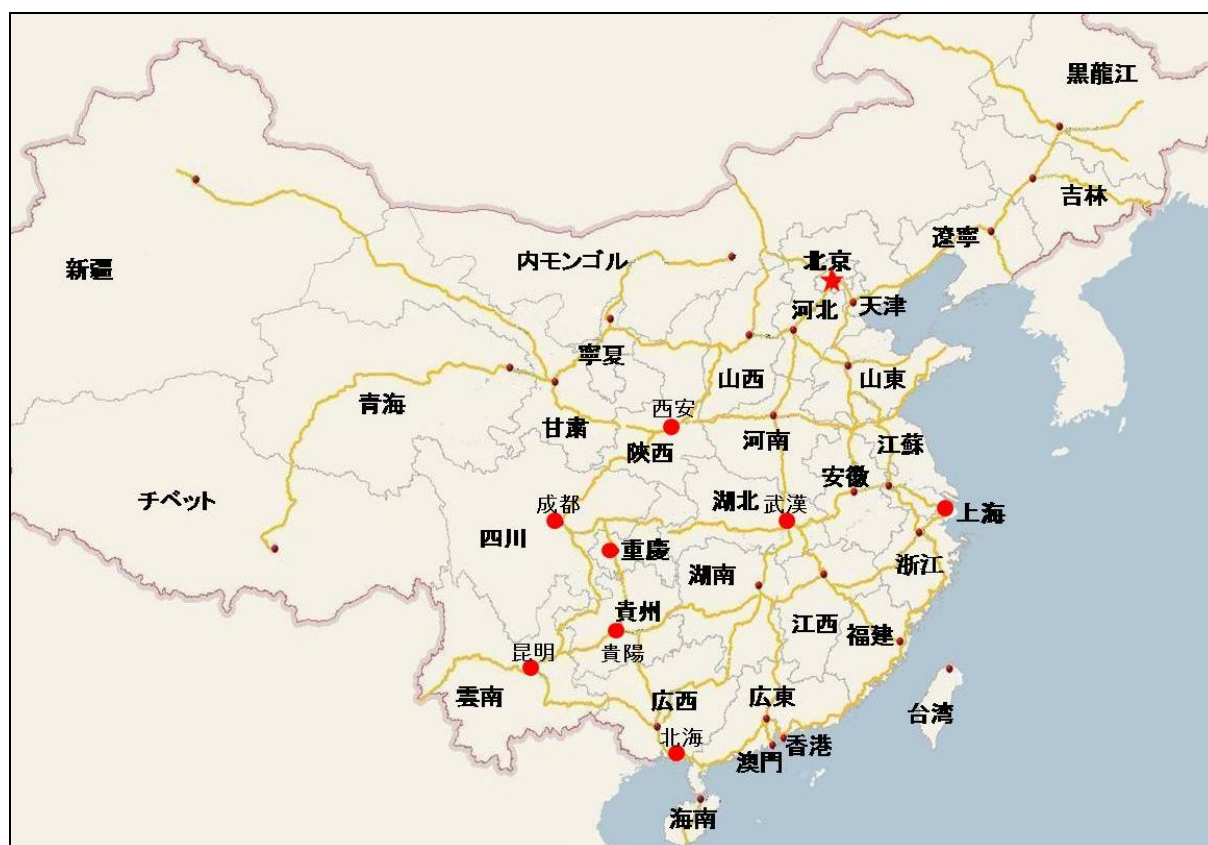 黒龍江
吉林
遼寧
新疆
内モンゴル
北京
河北
天津
寧夏
山西
山東
青海
甘粛
西安
陝西
河南
江蘇
安徽
チベット
成都
四川
湖北
武漢
上海
重慶
湖南
浙江
貴州
江西
福建
昆明
貴陽
雲南
広西
広東
台湾
北海
香港
澳門
海南